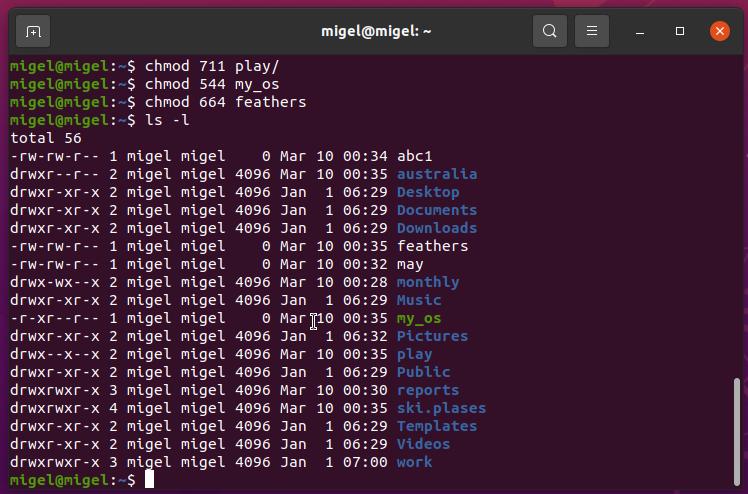 migel@migel: ~
migel@migel:~$ chmod 711 play/
migel@migel:~$ chmod 544 my_os
migel@migel:~$ chmod 664 feathers
migel@migel:~$ ls -l
total 56
-rw-rw-r-- 1 migel migel    0 Mar 10 00:34 abc1
drwxr--r-- 2 migel migel 4096 Mar 10 00:35 australia
drwxr-xr-x 2 migel migel 4096 Jan  1 06:29 Desktop
drwxr-xr-x 2 migel migel 4096 Jan  1 06:29 Documents
drwxr-xr-x 2 migel migel 4096 Jan  1 06:29 Downloads
-rw-rw-r-- 1 migel migel    0 Mar 10 00:35 feathers
-rw-rw-r-- 1 migel migel    0 Mar 10 00:32 may
drwx-wx--x 2 migel migel 4096 Mar 10 00:28 monthly
drwxr-xr-x 2 migel migel 4096 Jan  1 06:29 Music
-r-xr--r-- 1 migel migel    0 Mar 10 00:35 my_os
drwxr-xr-x 2 migel migel 4096 Jan  1 06:32 Pictures
drwx--x--x 2 migel migel 4096 Mar 10 00:35 play
drwxr-xr-x 2 migel migel 4096 Jan  1 06:29 Public
drwxrwxr-x 3 migel migel 4096 Mar 10 00:30 reports
drwxrwxr-x 4 migel migel 4096 Mar 10 00:35 ski.plases
drwxr-xr-x 2 migel migel 4096 Jan  1 06:29 Templates
drwxr-xr-x 2 migel migel 4096 Jan  1 06:29 Videos
drwxrwxr-x 3 migel migel 4096 Jan  1 07:00 work
migel@migel:~$